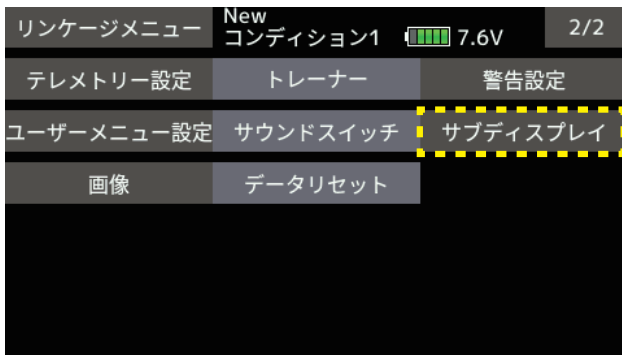 リンケージメニュー
New
コンディション1
7.6V
2/2
テレメトリー設定
トレーナー
警告設定
ユーザーメニュー設定
サウンドスイッチ
サブディスプレイ
画像
データリセット